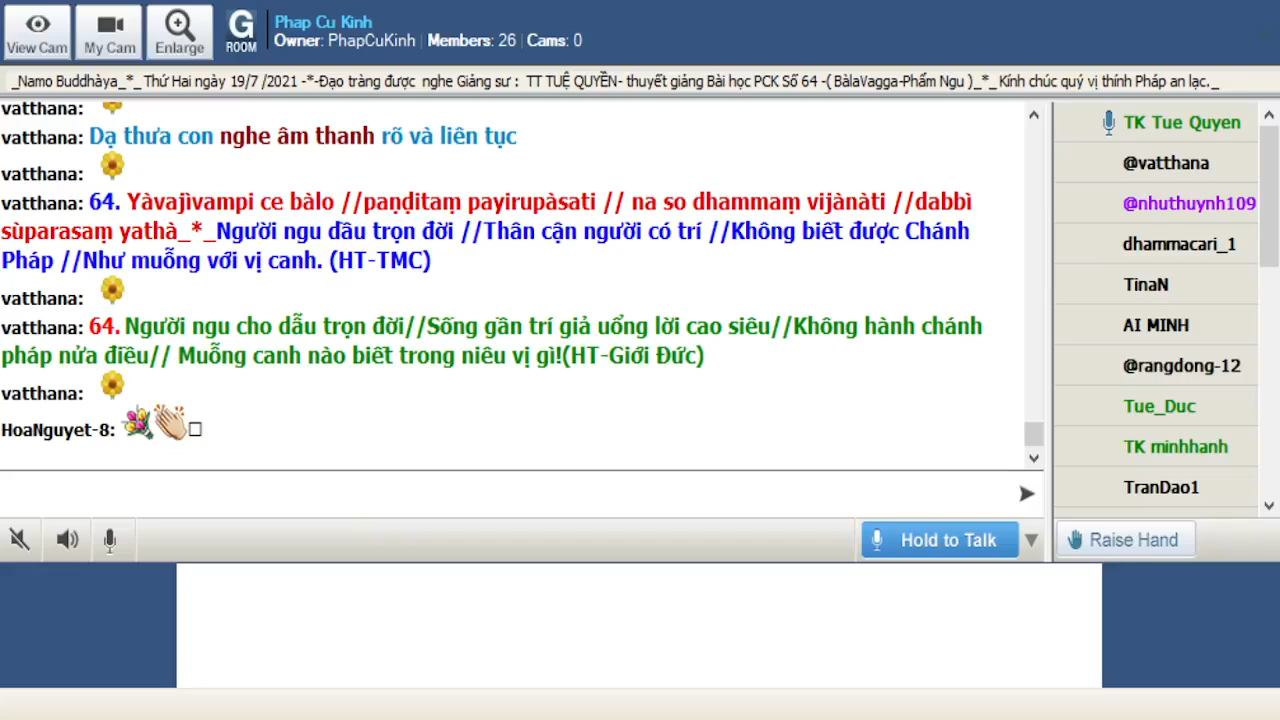 View Cam
My Cam
Enlarge
G
ROOM
Phap Cu Kinh
Owner: PhapCuKinh | Members: 26 | Cams: 0
_Namo Buddhàya_*_ Thứ Hai ngày 19/7 /2021 -*-Đạo tràng được nghe Giảng sư : TT TUỆ QUYỀN- thuyết giảng Bài học PCK Số 64 -( BàlaVagga-Phẩm Ngu )_*_ Kính chúc quý vị thính Pháp an lạc._
vatthana:
vatthana: Dạ thưa con nghe âm thanh rõ và liên tục
vatthana:
vatthana: 64. Yàvajìvampi ce bàlo //paṇḍitaṃ payirupàsati // na so dhammaṃ vijànàti //dabbì
sùparasaṃ yathà_*_Người ngu dầu trọn đời //Thân cận người có trí //Không biết được Chánh
Pháp //Như muỗng với vị canh. (HT-TMC)
vatthana:
vatthana: 64. Người ngu cho dẫu trọn đời//Sống gần trí giả uổng lời cao siêu//Không hành chánh
pháp nửa điều// Muỗng canh nào biết trong niêu vị gì!(HT-Giới Đức)
vatthana:
HoaNguyet-8:
TK Tue Quyen
@vatthana
@nhuthuynh109
dhammacari_1
TinaN
AI MINH
@rangdong-12
Tue_Duc
TK minhhanh
TranDao1
Hold to Talk
Raise Hand